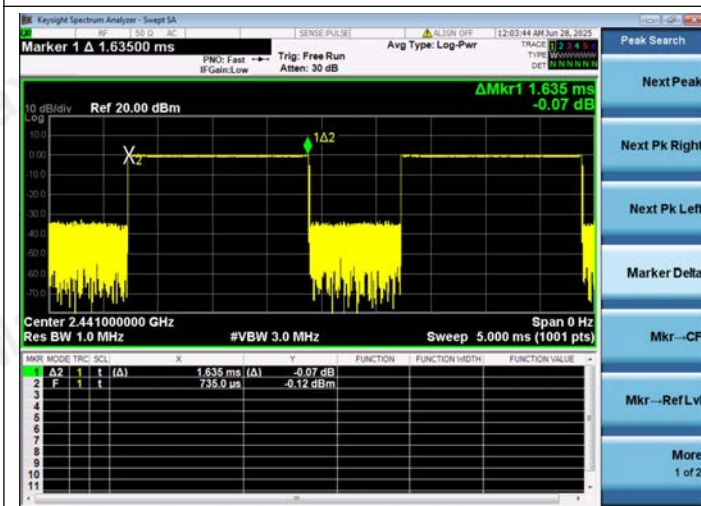 Keysight Spectrum Analyzer - Swept SA
RF 50 Ω AC SENSE:PULSE ALIGN OFF 12:03:44 AM Jun 28, 2025
Marker 1 Δ 1.63500 ms
PNO: Fast
IFGain:Low
Trig: Free Run
Atten: 30 dB
Avg Type: Log-Pwr
TRACE 1 2 3 4 5 6
TYPE WWWWWW
DET N N N N N N
ΔMkr1 1.635 ms
-0.07 dB
10 dB/div Ref 20.00 dBm
Log
10.0
0.00
-10.0
-20.0
-30.0
-40.0
-50.0
-60.0
-70.0
X2
1Δ2
Center 2.441000000 GHz Span 0 Hz
Res BW 1.0 MHz #VBW 3.0 MHz Sweep 5.000 ms (1001 pts)
MKR MODE TRC SCL X Y FUNCTION FUNCTION WIDTH FUNCTION VALUE
1 Δ2 1 t (Δ) 1.635 ms (Δ) -0.07 dB
2 F 1 t 735.0 µs -0.12 dBm
3
4
5
6
7
8
9
10
11
Peak Search
Next Peak
Next Pk Right
Next Pk Left
Marker Delta
Mkr→CF
Mkr→Ref Lvl
More
1 of 2